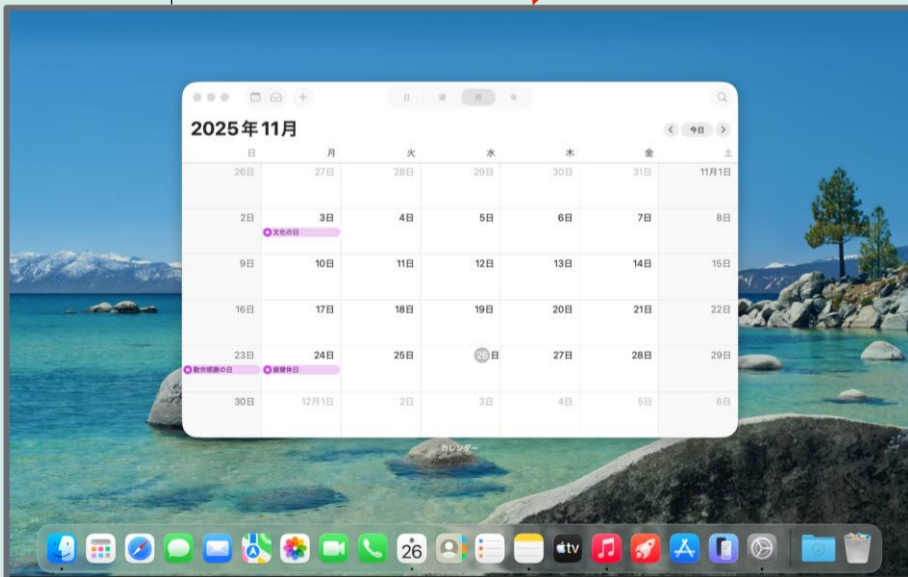 日 週 月 年
2025年11月
今日
日 月 火 水 木 金 土
26日 27日 28日 29日 30日 31日 11月1日
2日 3日 4日 5日 6日 7日 8日
文化の日
9日 10日 11日 12日 13日 14日 15日
16日 17日 18日 19日 20日 21日 22日
23日 24日 25日 26日 27日 28日 29日
勤労感謝の日 振替休日
30日 12月1日 2日 3日 4日 5日 6日
カレンダー
26 tv